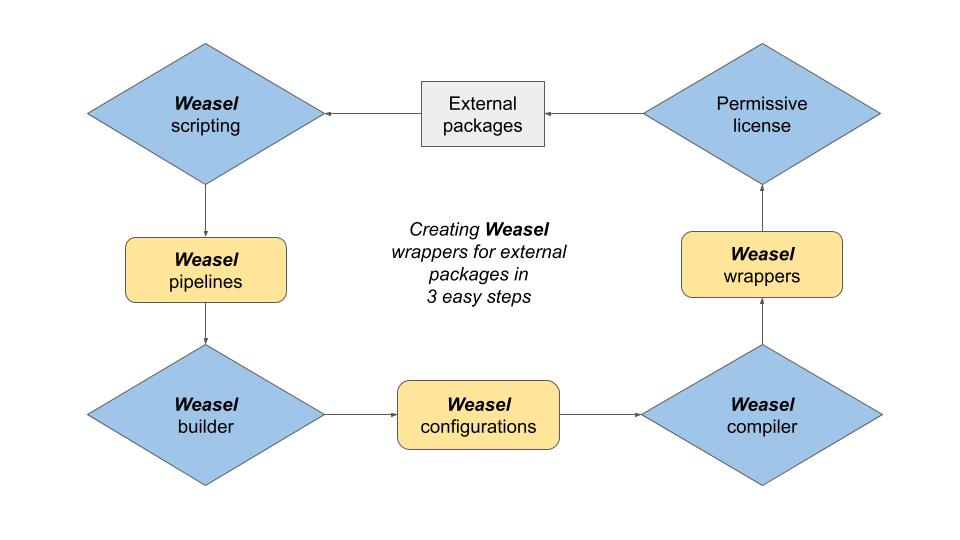 Weasel
scripting
External
packages
Permissive
license
Creating Weasel
wrappers for external
packages in
3 easy steps
Weasel
pipelines
Weasel
wrappers
Weasel
builder
Weasel
configurations
Weasel
compiler